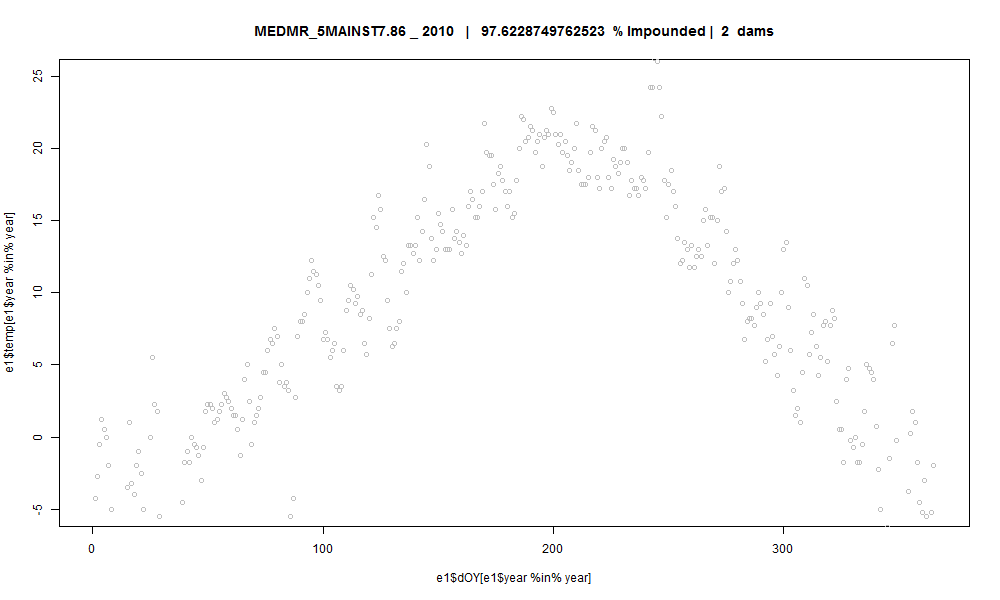 MEDMR_5MAINST7.86 _ 2010 | 97.6228749762523 % Impounded | 2 dams
e1$temp[e1$year %in% year]
25
20
15
10
5
0
-5
0 100 200 300
e1$dOY[e1$year %in% year]